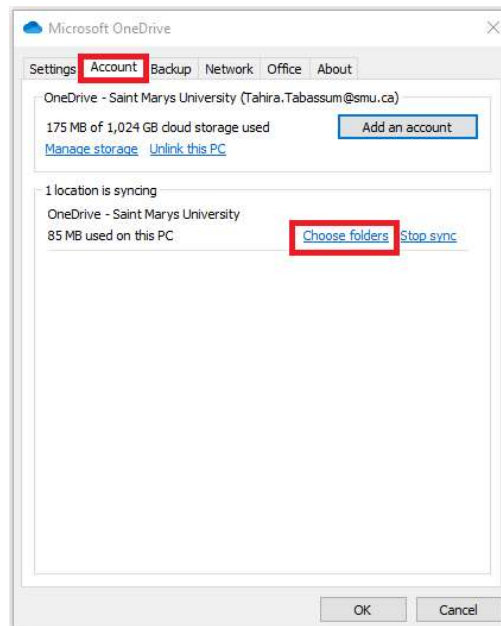 Microsoft OneDrive
Settings Account Backup Network Office About
OneDrive - Saint Marys University (Tahira.Tabassum@smu.ca)
175 MB of 1,024 GB cloud storage used Add an account
Manage storage Unlink this PC
1 location is syncing
OneDrive - Saint Marys University
85 MB used on this PC Choose folders Stop sync
OK Cancel